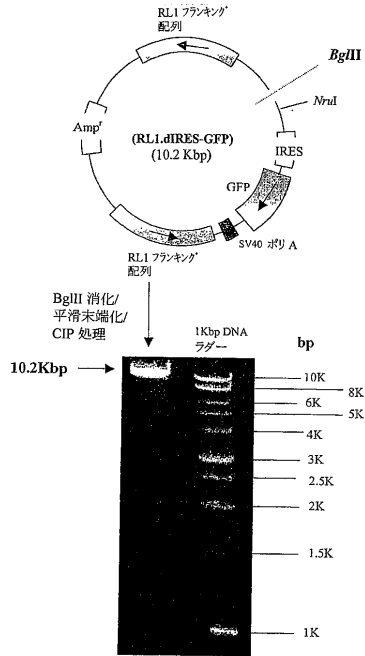 RL1 フランキング
配列
BglII
NruI
Ampʳ
(RL1.dIRES-GFP)
(10.2 Kbp)
IRES
GFP
SV40 ポリ A
RL1 フランキング
配列
BglII 消化/
平滑末端化/
CIP 処理
1Kbp DNA
ラダー
bp
10.2Kbp
10K
8K
6K
5K
4K
3K
2.5K
2K
1.5K
1K